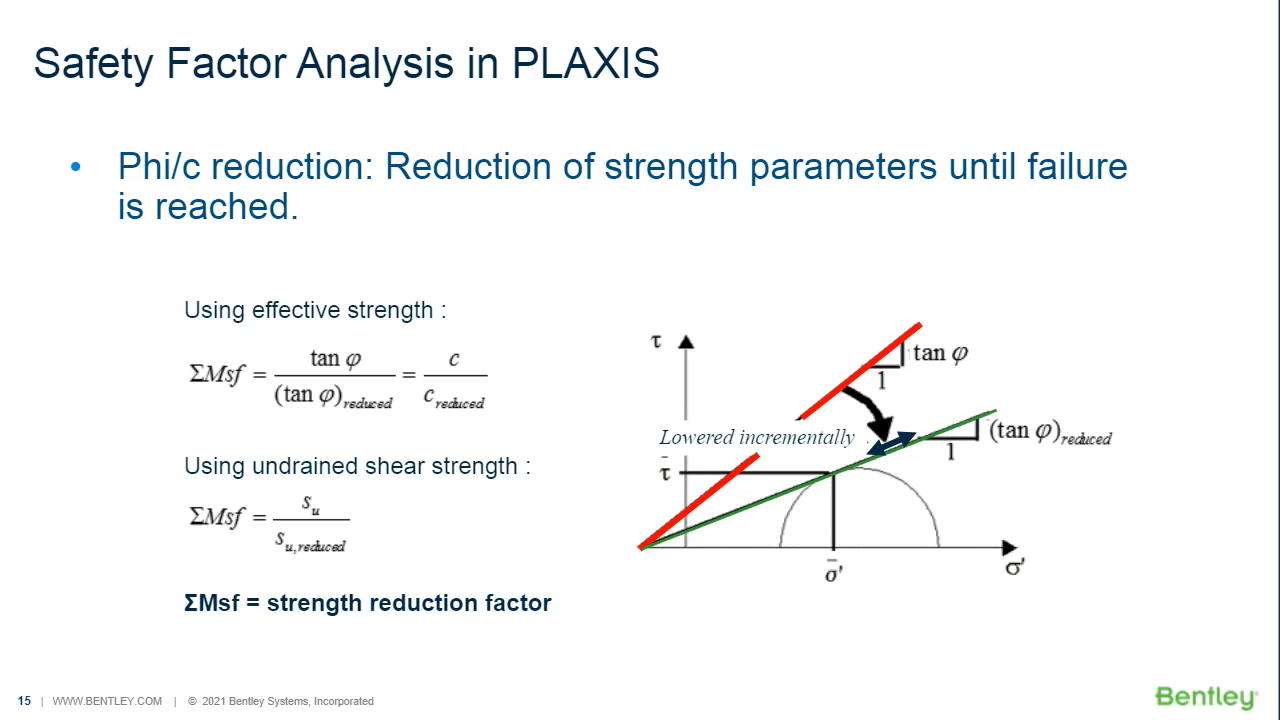 Safety Factor Analysis in PLAXIS
• Phi/c reduction: Reduction of strength parameters until failure
is reached.
Using effective strength :
ΣMsf = tan φ / (tan φ)reduced = c / creduced
Using undrained shear strength :
ΣMsf = su / su,reduced
ΣMsf = strength reduction factor
τ
tan φ
1
Lowered incrementally
(tan φ)reduced
1
τ̄
σ̄'
σ'
15 | WWW.BENTLEY.COM | © 2021 Bentley Systems, Incorporated
Bentley